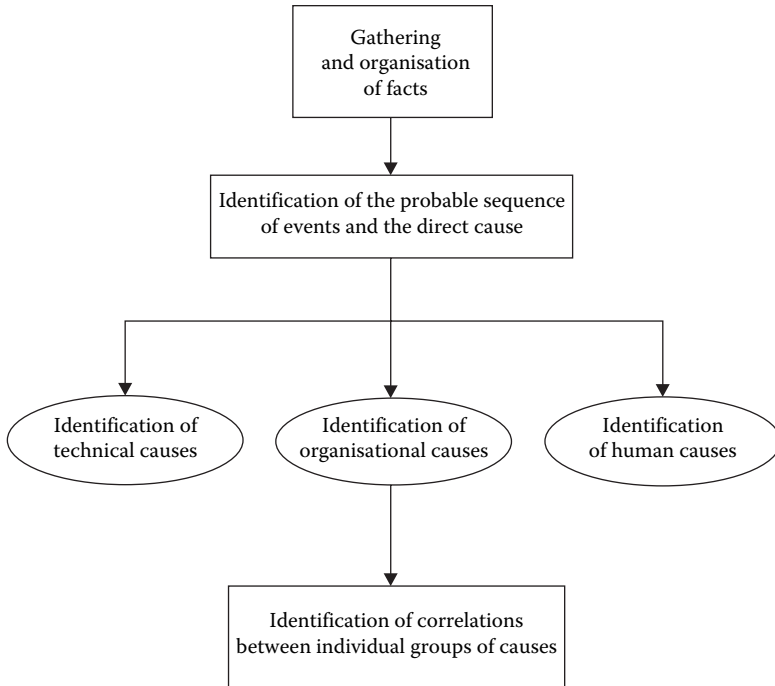 Gathering
and organisation
of facts
Identification of the probable sequence
of events and the direct cause
Identification of
technical causes
Identification of
organisational causes
Identification
of human causes
Identification of correlations
between individual groups of causes